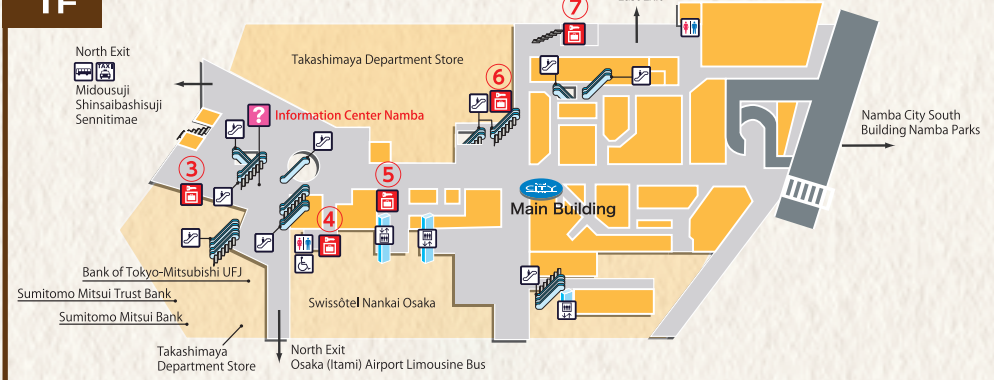 1F
⑦
North Exit
TAXI
Midousuji
Shinsaibashisuji
Sennitimae
Takashimaya Department Store
⑥
?
Information Center Namba
Namba City South
Building Namba Parks
③
⑤
CITY
Main Building
④
Bank of Tokyo-Mitsubishi UFJ
Sumitomo Mitsui Trust Bank
Sumitomo Mitsui Bank
Swissôtel Nankai Osaka
Takashimaya
Department Store
North Exit
Osaka (Itami) Airport Limousine Bus